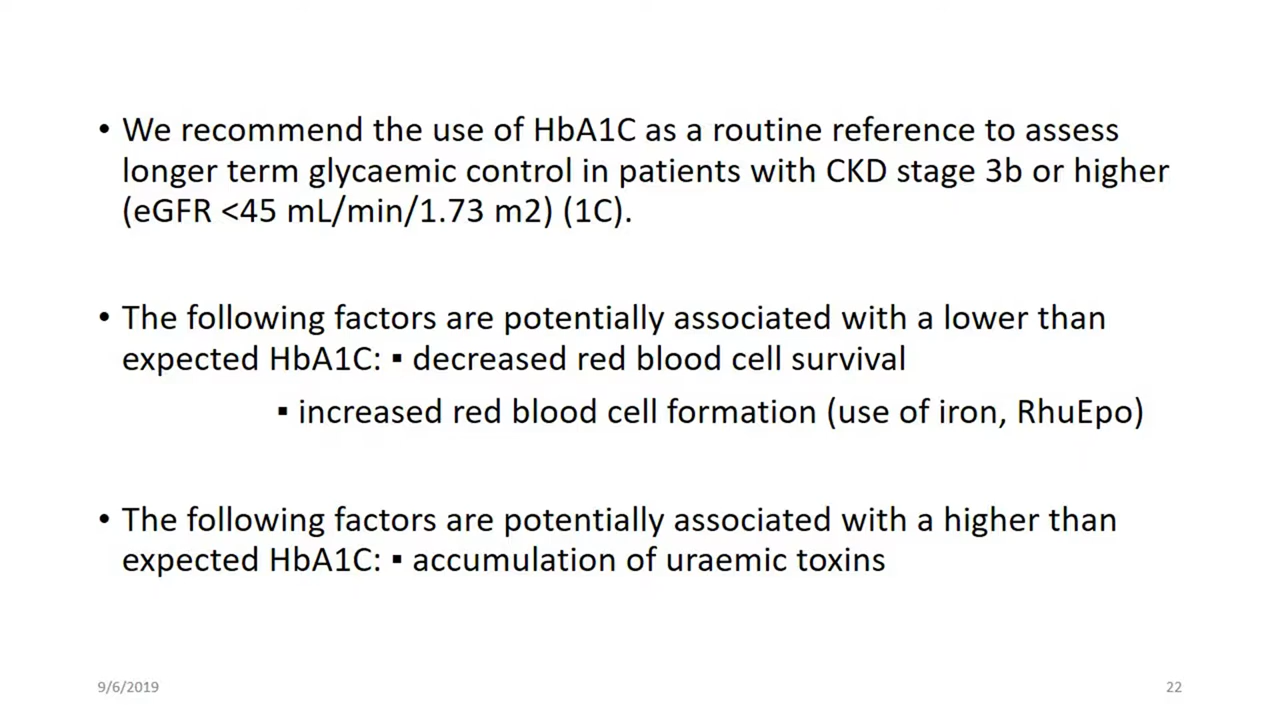 • We recommend the use of HbA1C as a routine reference to assess
longer term glycaemic control in patients with CKD stage 3b or higher
(eGFR <45 mL/min/1.73 m2) (1C).
• The following factors are potentially associated with a lower than
expected HbA1C: ▪ decreased red blood cell survival
▪ increased red blood cell formation (use of iron, RhuEpo)
• The following factors are potentially associated with a higher than
expected HbA1C: ▪ accumulation of uraemic toxins
9/6/2019
22